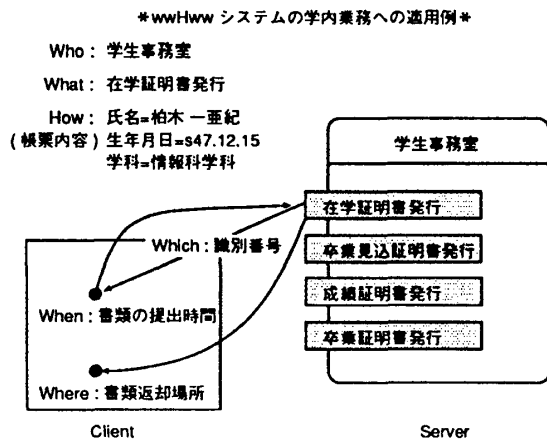 *wwHww システムの学内業務への適用例*
Who : 学生事務室
What : 在学証明書発行
How : 氏名=柏木 一亜紀
(帳票内容) 生年月日=s47.12.15
学科=情報科学科
学生事務室
在学証明書発行
卒業見込証明書発行
成績証明書発行
卒業証明書発行
Which : 識別番号
When : 書類の提出時間
Where : 書類返却場所
Client
Server